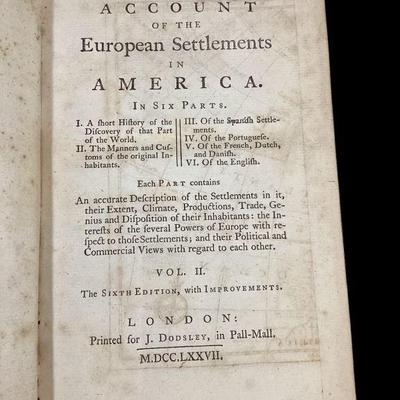 ACCOUNT
OF THE
European Settlements
IN
AMERICA.
IN SIX PARTS.
I. A ſhort Hiſtory of the
Diſcovery of that Part
of the World.
II. The Manners and Cuſ-
toms of the original In-
habitants.
III. Of the Spaniſh Settle-
ments.
IV. Of the Portugueſe.
V. Of the French, Dutch,
and Daniſh.
VI. Of the Engliſh.
Each PART contains
An accurate Deſcription of the Settlements in it,
their Extent, Climate, Productions, Trade, Ge-
nius and Diſpoſition of their Inhabitants: the In-
tereſts of the ſeveral Powers of Europe with re-
ſpect to thoſe Settlements; and their Political and
Commercial Views with regard to each other.
VOL. II.
The SIXTH EDITION, with IMPROVEMENTS.
LONDON:
Printed for J. DODSLEY, in Pall-Mall.
M.DCC.LXXVII.